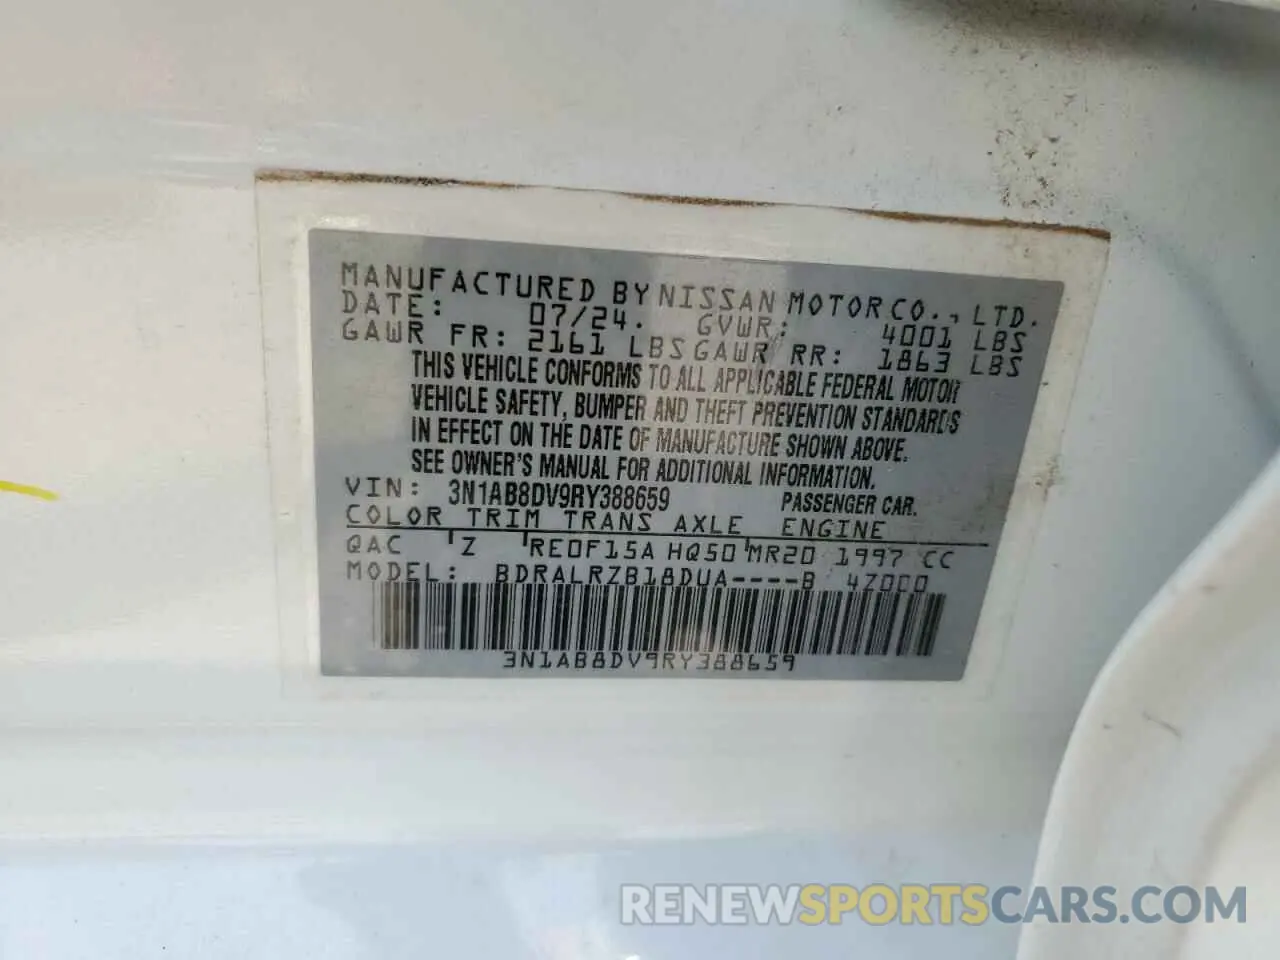 MANUFACTURED BY NISSAN MOTOR CO., LTD.
DATE: 07/24. GVWR: 4001 LBS
GAWR FR: 2161 LBS GAWR RR: 1863 LBS
THIS VEHICLE CONFORMS TO ALL APPLICABLE FEDERAL MOTOR
VEHICLE SAFETY, BUMPER AND THEFT PREVENTION STANDARDS
IN EFFECT ON THE DATE OF MANUFACTURE SHOWN ABOVE.
SEE OWNER'S MANUAL FOR ADDITIONAL INFORMATION.
VIN: 3N1AB8DV9RY388659 PASSENGER CAR.
COLOR TRIM TRANS AXLE ENGINE
QAC 'Z 'RE0F15A HQ50'MR20 1997 CC
MODEL: BDRALRZB18DUA----B 4Z000
3N1AB8DV9RY388659
RENEWSPORTSCARS.COM